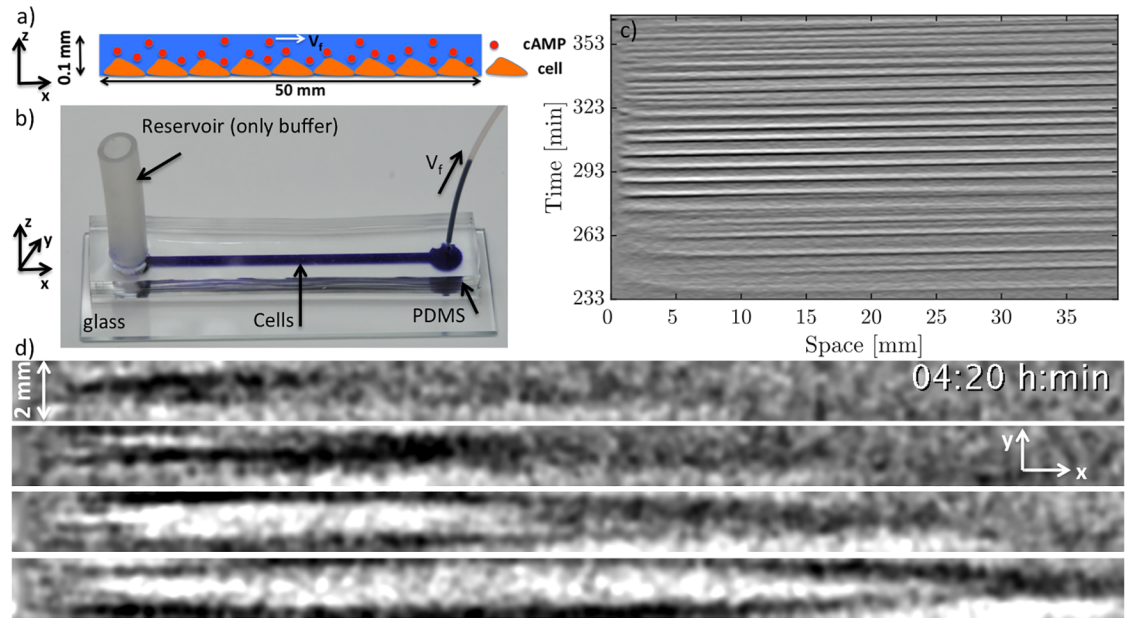 a)
z
x
0.1 mm
V_f
50 mm
cAMP
cell
b)
Reservoir (only buffer)
V_f
z
y
x
glass
Cells
PDMS
c)
Time [min]
353
323
293
263
233
0 5 10 15 20 25 30 35
Space [mm]
d)
2 mm
04:20 h:min
y
x